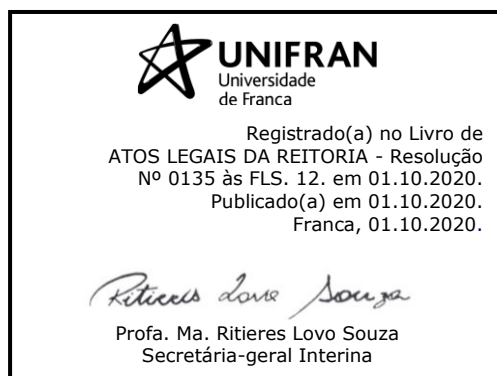 UNIFRAN
Universidade
de Franca
Registrado(a) no Livro de
ATOS LEGAIS DA REITORIA - Resolução
Nº 0135 às FLS. 12. em 01.10.2020.
Publicado(a) em 01.10.2020.
Franca, 01.10.2020.
Ritieres Lovo Souza
Profa. Ma. Ritieres Lovo Souza
Secretária-geral Interina